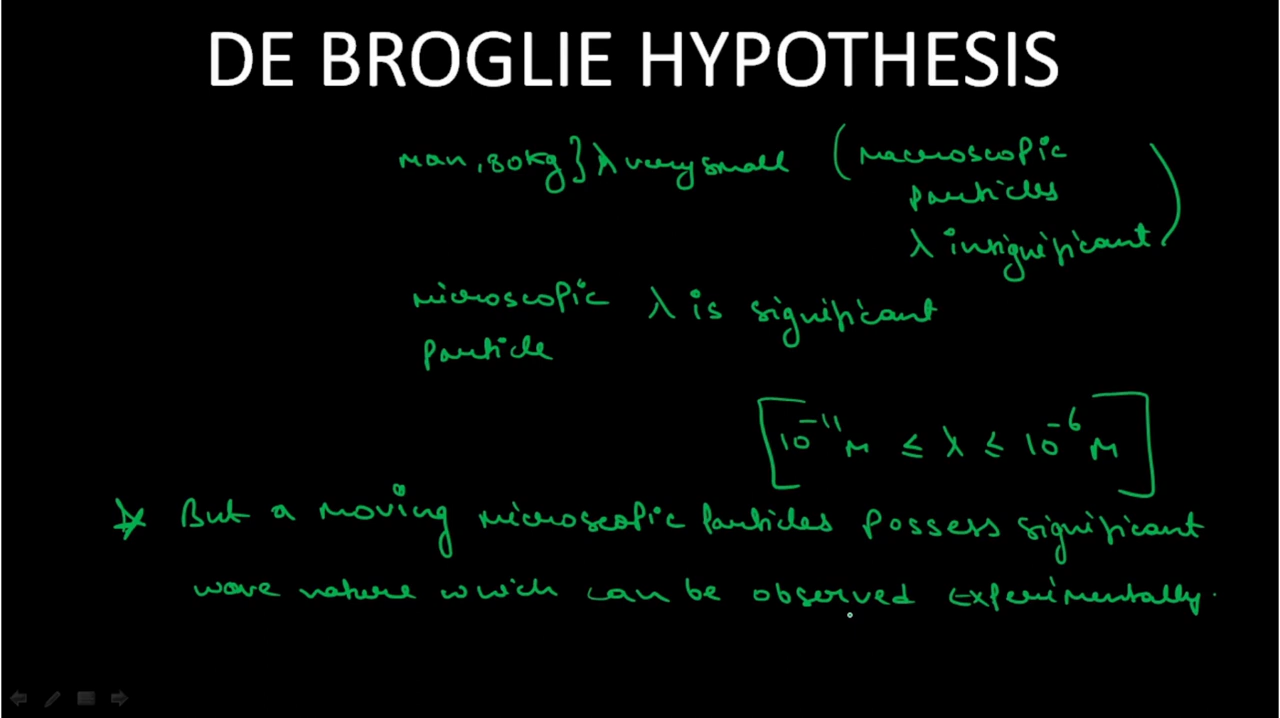 DE BROGLIE HYPOTHESIS
man, 80kg } λ very small (macroscopic
particles
λ insignificant)
microscopic λ is significant
particle
[10⁻¹¹ M ≤ λ ≤ 10⁻⁶ M]
* But a moving microscopic particles possess significant
wave nature which can be observed experimentally.